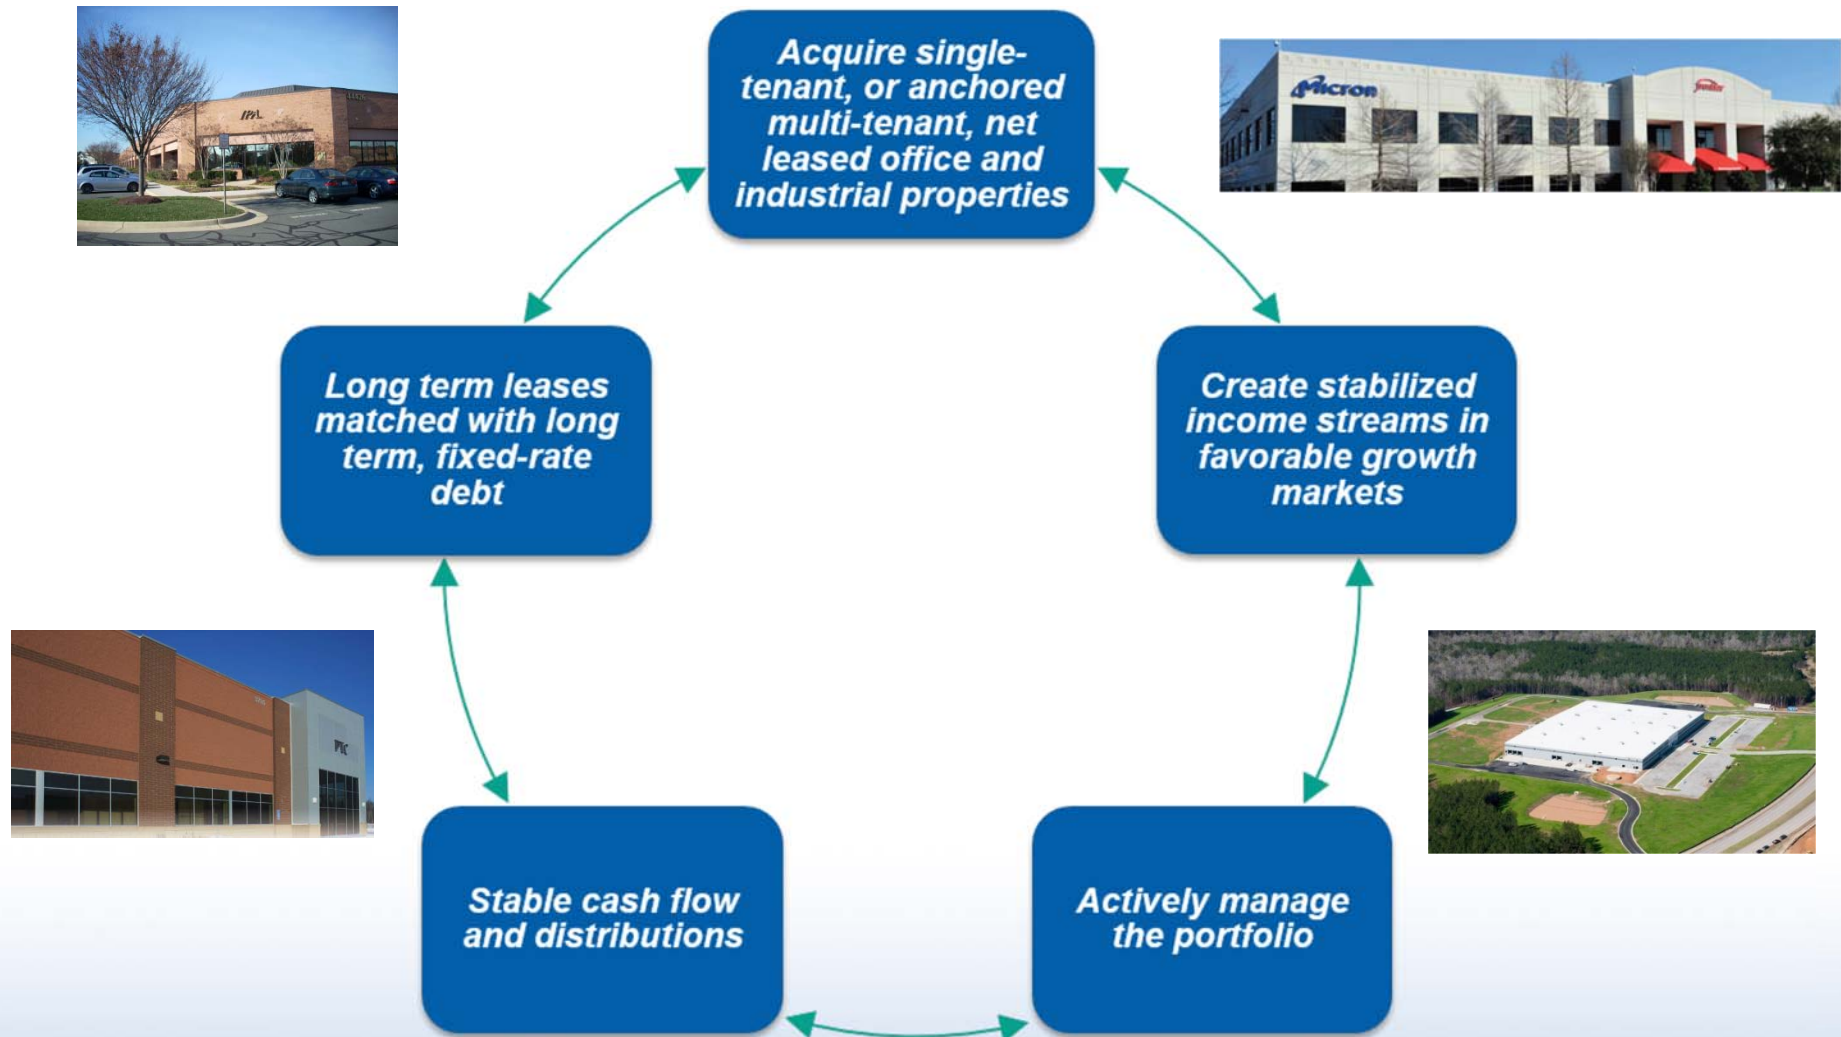 Acquire single-
tenant, or anchored
multi-tenant, net
leased office and
industrial properties
Micron
Long term leases
matched with long
term, fixed-rate
debt
Create stabilized
income streams in
favorable growth
markets
Stable cash flow
and distributions
Actively manage
the portfolio